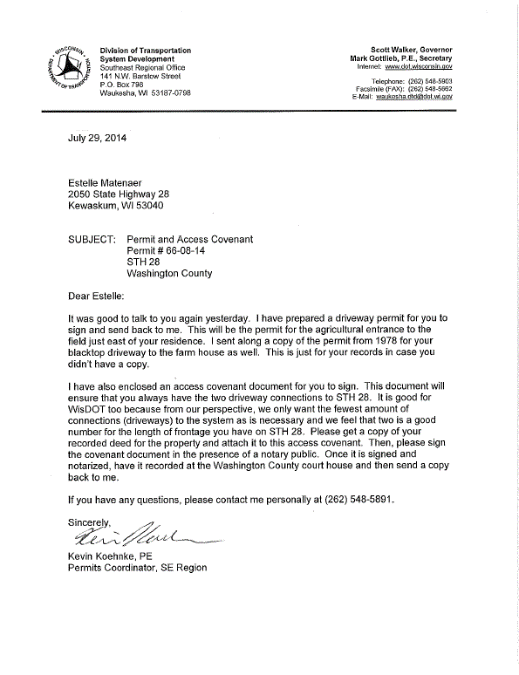 WISCONSIN
DEPARTMENT OF TRANSPORTATION
Division of Transportation
System Development
Southeast Regional Office
141 N.W. Barstow Street
P.O. Box 798
Waukesha, WI 53187-0798
Scott Walker, Governor
Mark Gottlieb, P.E., Secretary
Internet: www.dot.wisconsin.gov
Telephone: (262) 548-5903
Facsimile (FAX): (262) 548-5662
E-Mail: waukesha.dtd@dot.wi.gov
July 29, 2014
Estelle Matenaer
2050 State Highway 28
Kewaskum, WI 53040
SUBJECT: Permit and Access Covenant
Permit # 66-08-14
STH 28
Washington County
Dear Estelle:
It was good to talk to you again yesterday. I have prepared a driveway permit for you to
sign and send back to me. This will be the permit for the agricultural entrance to the
field just east of your residence. I sent along a copy of the permit from 1978 for your
blacktop driveway to the farm house as well. This is just for your records in case you
didn't have a copy.
I have also enclosed an access covenant document for you to sign. This document will
ensure that you always have the two driveway connections to STH 28. It is good for
WisDOT too because from our perspective, we only want the fewest amount of
connections (driveways) to the system as is necessary and we feel that two is a good
number for the length of frontage you have on STH 28. Please get a copy of your
recorded deed for the property and attach it to this access covenant. Then, please sign
the covenant document in the presence of a notary public. Once it is signed and
notarized, have it recorded at the Washington County court house and then send a copy
back to me.
If you have any questions, please contact me personally at (262) 548-5891.
Sincerely,
Kevin Koehnke, PE
Permits Coordinator, SE Region